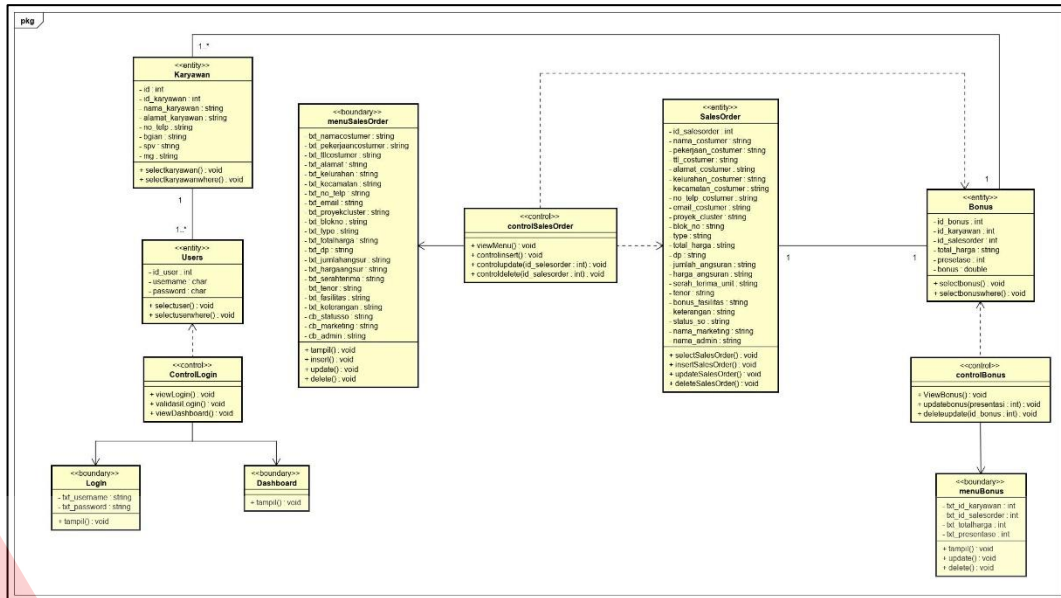 pkg
1..*
<<entity>>
Karyawan
- id : int
- id_karyawan : int
- nama_karyawan : string
- alamat_karyawan : string
- no_telp : string
- bgian : string
- spv : string
- mg : string
+ selectkaryawan() : void
+ selectkaryawanwhere() : void
1
1..*
<<entity>>
Users
- id_user : int
- username : char
- password : char
+ selectuser() : void
+ selectuserwhere() : void
<<control>>
ControlLogin
+ viewLogin() : void
+ validasiLogin() : void
+ viewDashboard() : void
<<boundary>>
Login
- txt_username : string
- txt_password : string
+ tampil() : void
<<boundary>>
Dashboard
+ tampil() : void
<<boundary>>
menuSalesOrder
- txt_namacostumer : string
- txt_pekerjaancostumer : string
- txt_ttlcostumer : string
- txt_alamat : string
- txt_kelurahan : string
- txt_kecamatan : string
- txt_no_telp : string
- txt_email : string
- txt_proyekcluster : string
- txt_blokno : string
- txt_type : string
- txt_totalharga : string
- txt_dp : string
- txt_jumlahangsur : string
- txt_hargaangsur : string
- txt_serahterima : string
- txt_tenor : string
- txt_fasilitas : string
- txt_keterangan : string
- cb_statusso : string
- cb_marketing : string
- cb_admin : string
+ tampil() : void
+ insert() : void
+ update() : void
+ delete() : void
<<control>>
controlSalesOrder
+ viewMenu() : void
+ controlinsert() : void
+ controlupdate(id_selesorder : int) : void
+ controldelete(id_salesorder : int) : void
<<entity>>
SalesOrder
- id_salesorder : int
- nama_costumer : string
- pekerjaan_costumer : string
- ttl_costumer : string
- alamat_costumer : string
- kelurahan_costumer : string
- kecamatan_costumer : string
- no_telp_costumer : string
- email_costumer : string
- proyek_cluster : string
- blok_no : string
- type : string
- total_harga : string
- dp : string
- jumlah_angsuran : string
- harga_angsuran : string
- serah_terima_unit : string
- tenor : string
- bonus_fasilitas : string
- keterangan : string
- status_so : string
- nama_marketing : string
- nama_admin : string
+ selectSalesOrder() : void
+ insertSalesOrder() : void
+ updateSalesOrder() : void
+ deleteSalesOrder() : void
1
1
1
<<entity>>
Bonus
- id_bonus : int
- id_karyawan : int
- id_salesorder : int
- total_harga : string
- presetase : int
- bonus : double
+ selectbonus() : void
+ selectbonuswhere() : void
<<control>>
controlBonus
+ ViewBonus() : void
+ updatebonus(presentasi : int) : void
+ deleteupdate(id_bonus : int) : void
<<boundary>>
menuBonus
- txt_id_karyawan : int
- txt_id_salesorder : int
- txt_totalharga : int
- txt_presentase : int
+ tampil() : void
+ update() : void
+ delete() : void